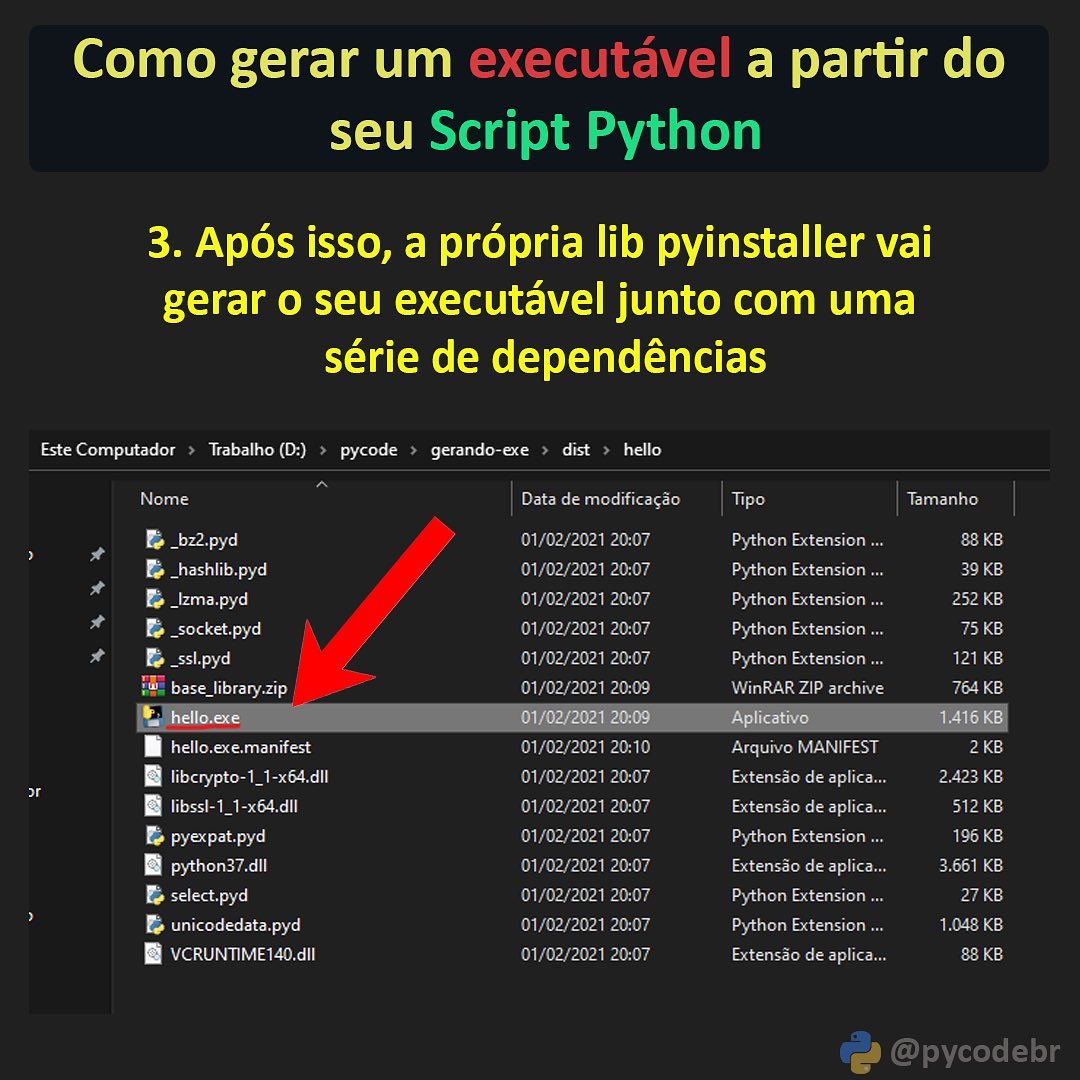 Como gerar um executável a partir do
seu Script Python
3. Após isso, a própria lib pyinstaller vai
gerar o seu executável junto com uma
série de dependências
Este Computador > Trabalho (D:) > pycode > gerando-exe > dist > hello
Nome Data de modificação Tipo Tamanho
_bz2.pyd 01/02/2021 20:07 Python Extension ... 88 KB
_hashlib.pyd 01/02/2021 20:07 Python Extension ... 39 KB
_lzma.pyd 01/02/2021 20:07 Python Extension ... 252 KB
_socket.pyd 01/02/2021 20:07 Python Extension ... 75 KB
_ssl.pyd 01/02/2021 20:07 Python Extension ... 121 KB
base_library.zip 01/02/2021 20:09 WinRAR ZIP archive 764 KB
hello.exe 01/02/2021 20:09 Aplicativo 1.416 KB
hello.exe.manifest 01/02/2021 20:10 Arquivo MANIFEST 2 KB
libcrypto-1_1-x64.dll 01/02/2021 20:07 Extensão de aplica... 2.423 KB
libssl-1_1-x64.dll 01/02/2021 20:07 Extensão de aplica... 512 KB
pyexpat.pyd 01/02/2021 20:07 Python Extension ... 196 KB
python37.dll 01/02/2021 20:07 Extensão de aplica... 3.661 KB
select.pyd 01/02/2021 20:07 Python Extension ... 27 KB
unicodedata.pyd 01/02/2021 20:07 Python Extension ... 1.048 KB
VCRUNTIME140.dll 01/02/2021 20:07 Extensão de aplica... 88 KB
@pycodebr